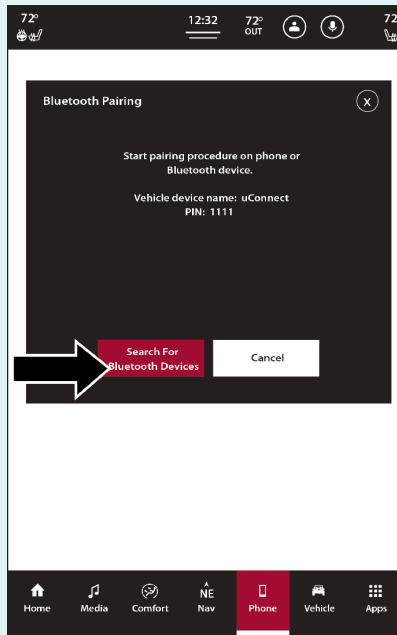 72°
12:32
72°
OUT
72
Bluetooth Pairing
X
Start pairing procedure on phone or
Bluetooth device.
Vehicle device name: uConnect
PIN: 1111
Search For
Bluetooth Devices
Cancel
NE
Home
Media
Comfort
Nav
Phone
Vehicle
Apps